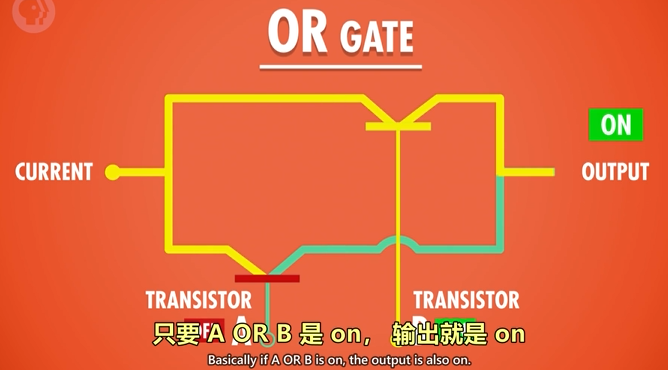 OR GATE
ON
CURRENT
OUTPUT
TRANSISTOR
TRANSISTOR
A
只要 A OR B 是 on， 输出就是 on
Basically if A OR B is on, the output is also on.